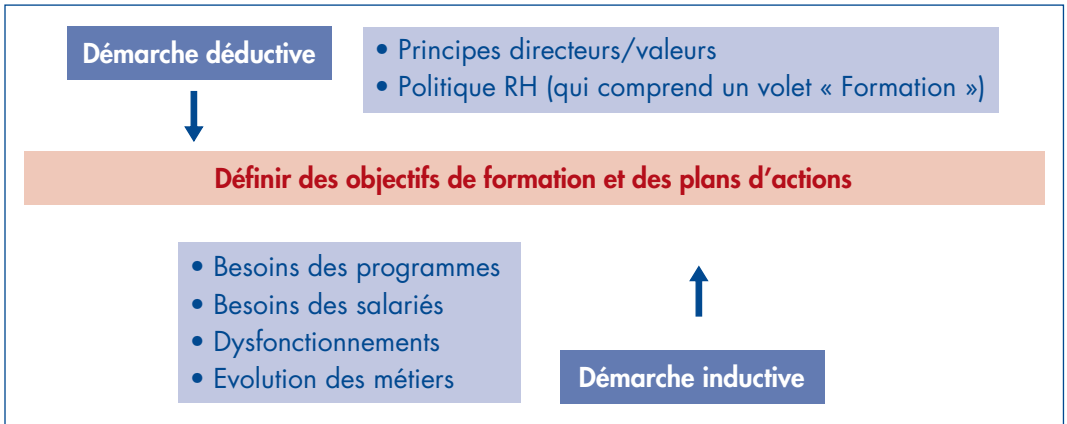 Démarche déductive
• Principes directeurs/valeurs
• Politique RH (qui comprend un volet « Formation »)
Définir des objectifs de formation et des plans d'actions
• Besoins des programmes
• Besoins des salariés
• Dysfonctionnements
• Evolution des métiers
Démarche inductive